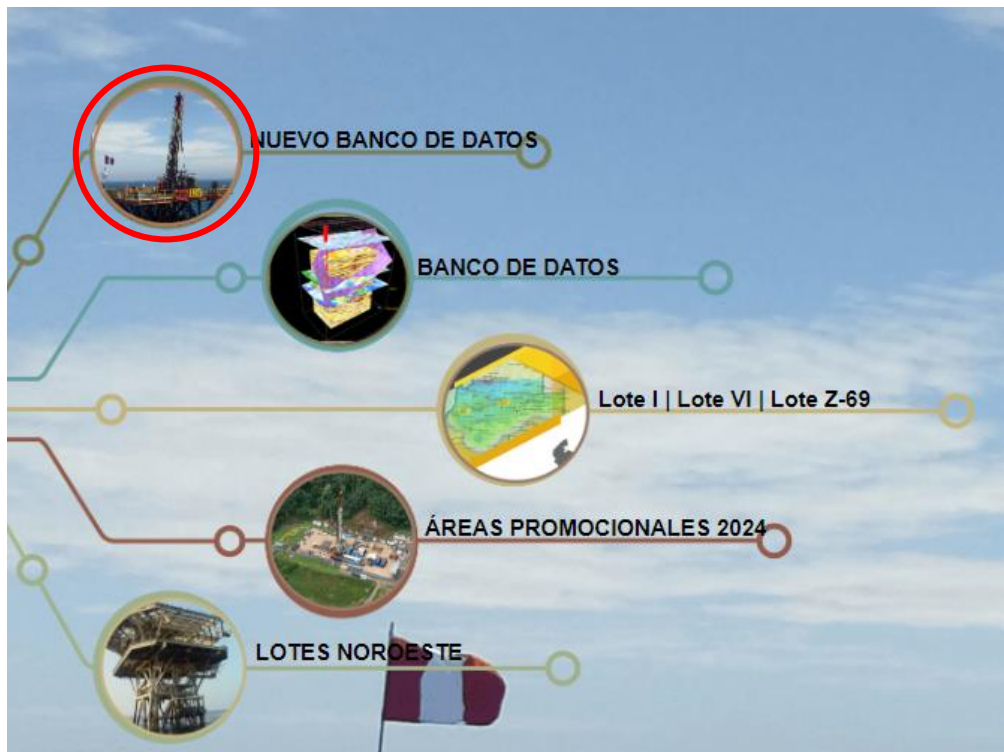 NUEVO BANCO DE DATOS
BANCO DE DATOS
Lote I | Lote VI | Lote Z-69
ÁREAS PROMOCIONALES 2024
LOTES NOROESTE